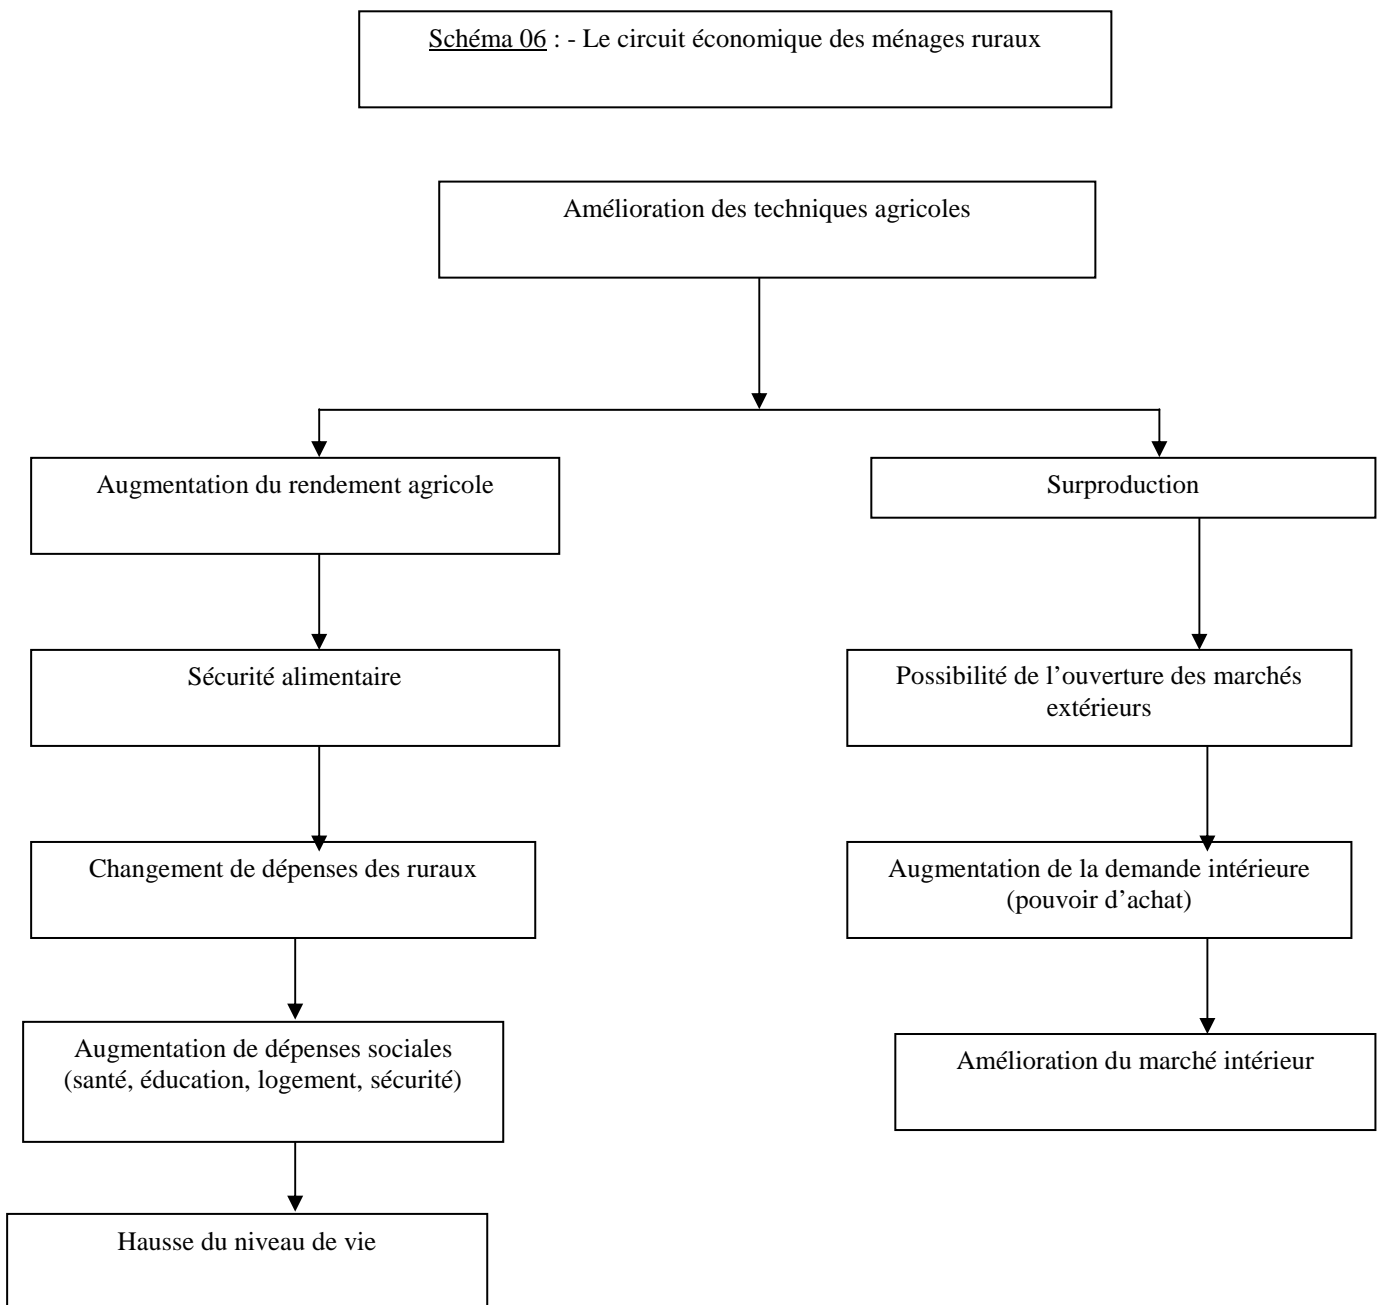 Schéma 06 : - Le circuit économique des ménages ruraux
Amélioration des techniques agricoles
Augmentation du rendement agricole
Surproduction
Sécurité alimentaire
Possibilité de l’ouverture des marchés
extérieurs
Changement de dépenses des ruraux
Augmentation de la demande intérieure
(pouvoir d’achat)
Augmentation de dépenses sociales
(santé, éducation, logement, sécurité)
Amélioration du marché intérieur
Hausse du niveau de vie